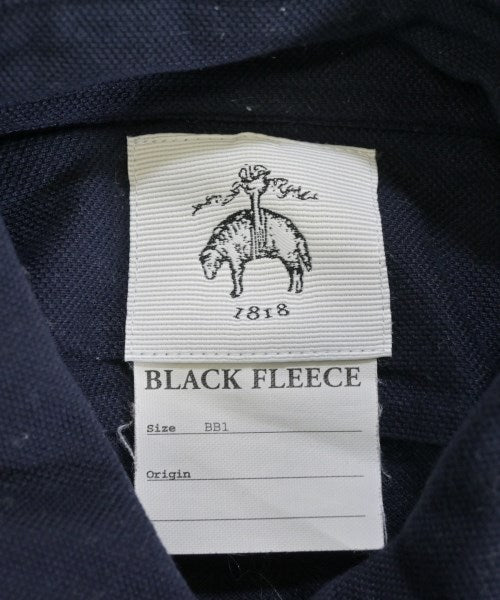 1818
BLACK FLEECE
Size BB1
Origin